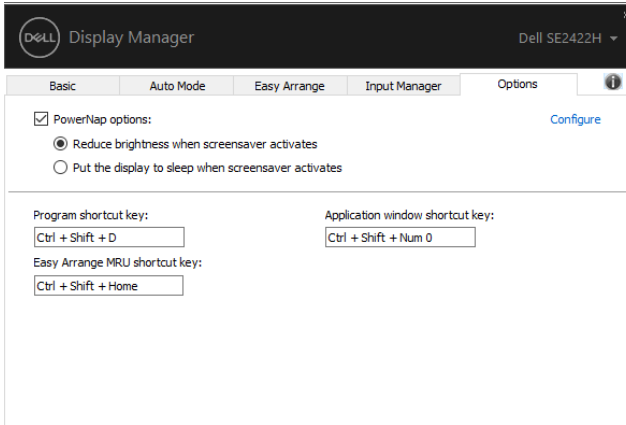 DELL Display Manager Dell SE2422H
Basic Auto Mode Easy Arrange Input Manager Options
PowerNap options: Configure
Reduce brightness when screensaver activates
Put the display to sleep when screensaver activates
Program shortcut key: Application window shortcut key:
Ctrl + Shift + D Ctrl + Shift + Num 0
Easy Arrange MRU shortcut key:
Ctrl + Shift + Home